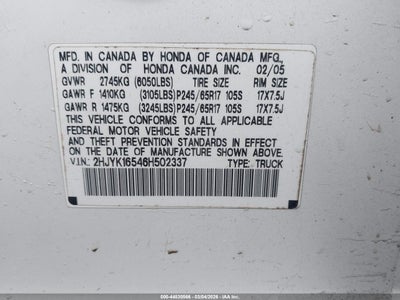 MFD. IN CANADA BY HONDA OF CANADA MFG.,
A DIVISION OF HONDA CANADA INC. 02/05
GVWR 2745KG (6050LBS) TIRE SIZE RIM SIZE
GAWR F 1410KG (3105LBS) P245/65R17 105S 17X7.5J
GAWR R 1475KG (3245LBS) P245/65R17 105S 17X7.5J
THIS VEHICLE CONFORMS TO ALL APPLICABLE
FEDERAL MOTOR VEHICLE SAFETY AND
THEFT PREVENTION STANDARDS IN EFFECT ON
THE DATE OF MANUFACTURE SHOWN ABOVE.
V.I.N.: 2HJYK16546H502337 TYPE: TRUCK